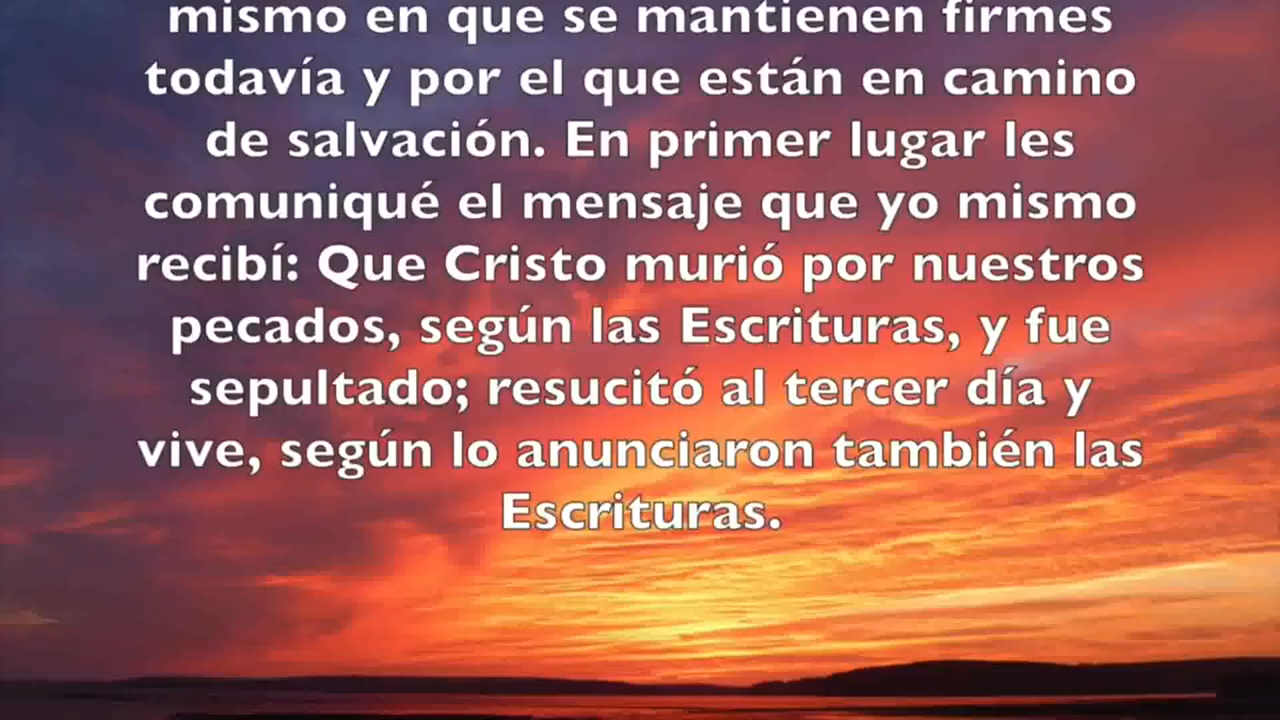 mismo en que se mantienen firmes
todavía y por el que están en camino
de salvación. En primer lugar les
comuniqué el mensaje que yo mismo
recibí: Que Cristo murió por nuestros
pecados, según las Escrituras, y fue
sepultado; resucitó al tercer día y
vive, según lo anunciaron también las
Escrituras.